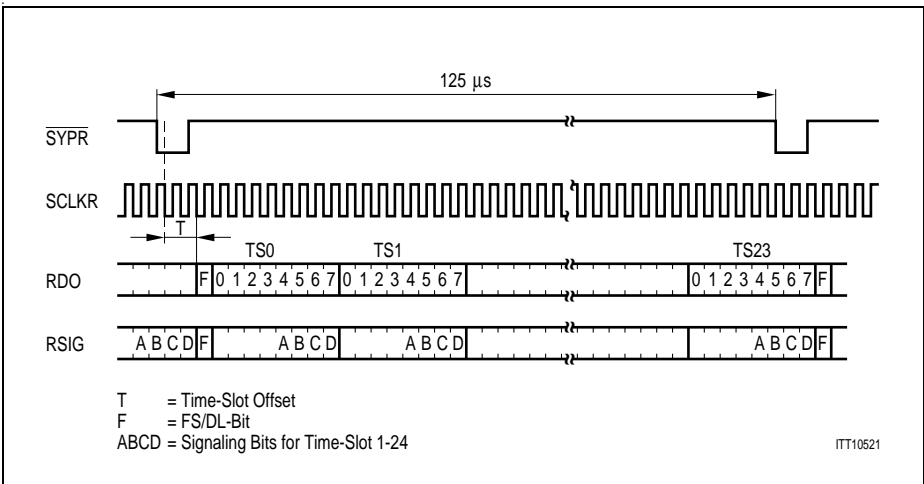 125 μs
SYPR
SCLKR
T
TS0 TS1 TS23
RDO F 0 1 2 3 4 5 6 7 0 1 2 3 4 5 6 7 0 1 2 3 4 5 6 7 F
RSIG A B C D F A B C D A B C D A B C D F
T = Time-Slot Offset
F = FS/DL-Bit
ABCD = Signaling Bits for Time-Slot 1-24
ITT10521